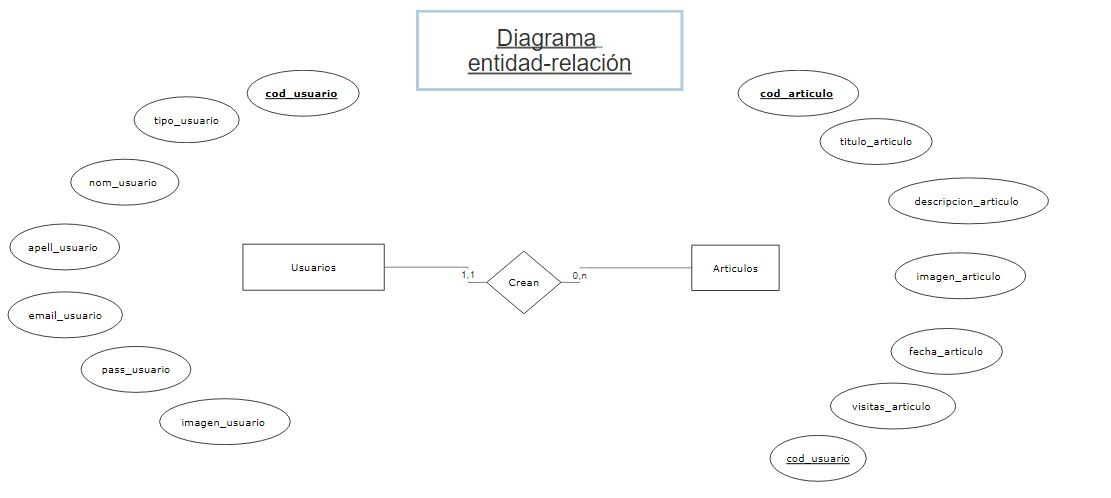 Diagrama
entidad-relación
cod_usuario
tipo_usuario
nom_usuario
apell_usuario
email_usuario
pass_usuario
imagen_usuario
Usuarios
1,1
Crean
0,n
Articulos
cod_articulo
titulo_articulo
descripcion_articulo
imagen_articulo
fecha_articulo
visitas_articulo
cod_usuario